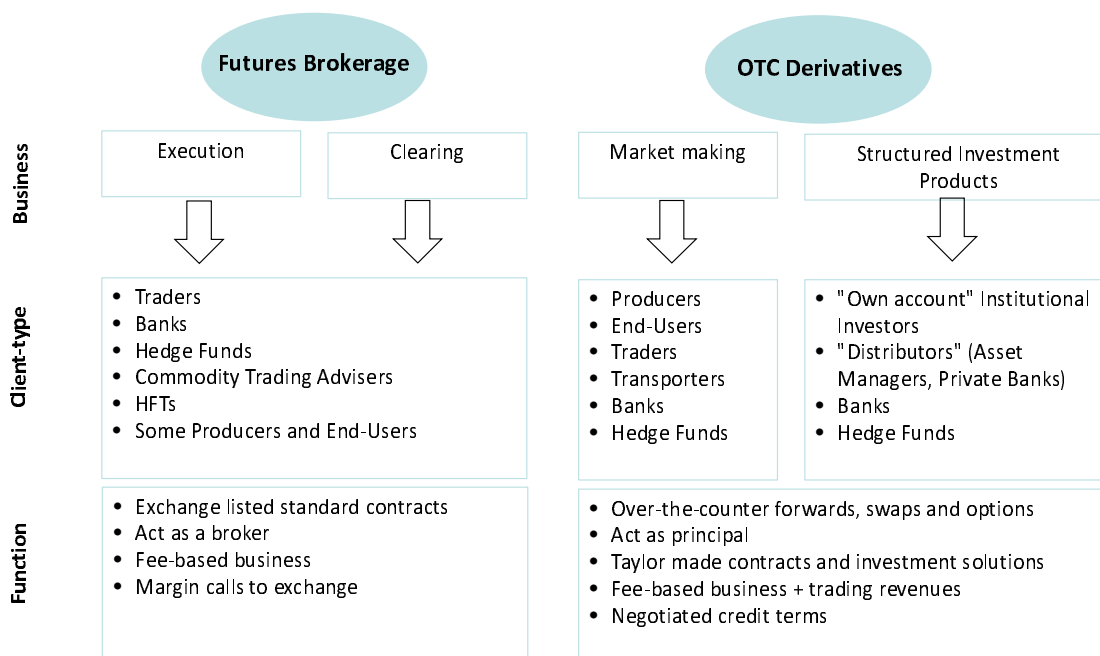 Futures Brokerage
OTC Derivatives
Business
Execution
Clearing
Market making
Structured Investment
Products
Client-type
• Traders
• Banks
• Hedge Funds
• Commodity Trading Advisers
• HFTs
• Some Producers and End-Users
• Producers
• End-Users
• Traders
• Transporters
• Banks
• Hedge Funds
• "Own account" Institutional
Investors
• "Distributors" (Asset
Managers, Private Banks)
• Banks
• Hedge Funds
Function
• Exchange listed standard contracts
• Act as a broker
• Fee-based business
• Margin calls to exchange
• Over-the-counter forwards, swaps and options
• Act as principal
• Taylor made contracts and investment solutions
• Fee-based business + trading revenues
• Negotiated credit terms